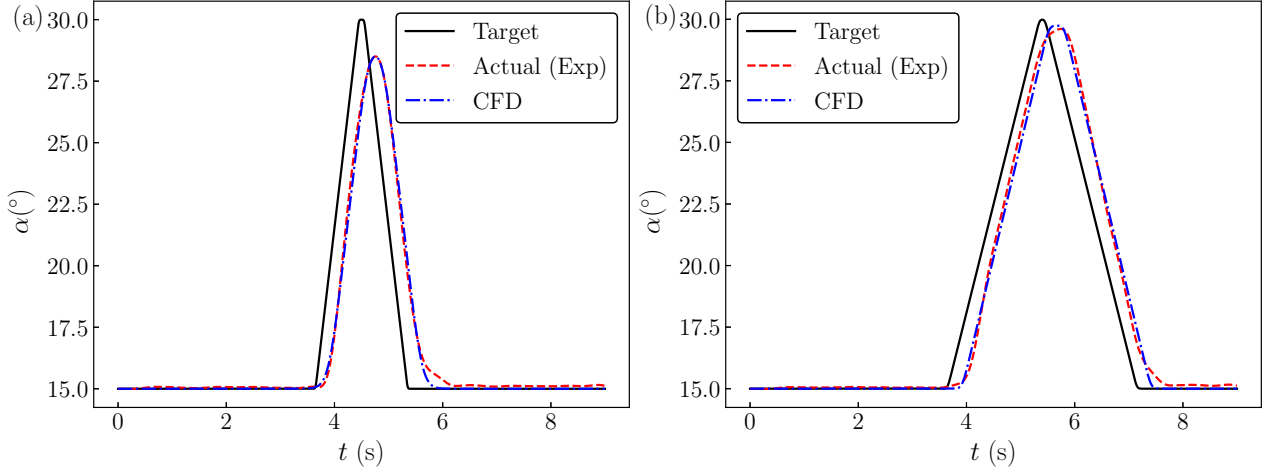 (a)
30.0
27.5
25.0
22.5
20.0
17.5
15.0
α(°)
Target
Actual (Exp)
CFD
0 2 4 6 8
t (s)
(b)
30.0
27.5
25.0
22.5
20.0
17.5
15.0
α(°)
Target
Actual (Exp)
CFD
0 2 4 6 8
t (s)